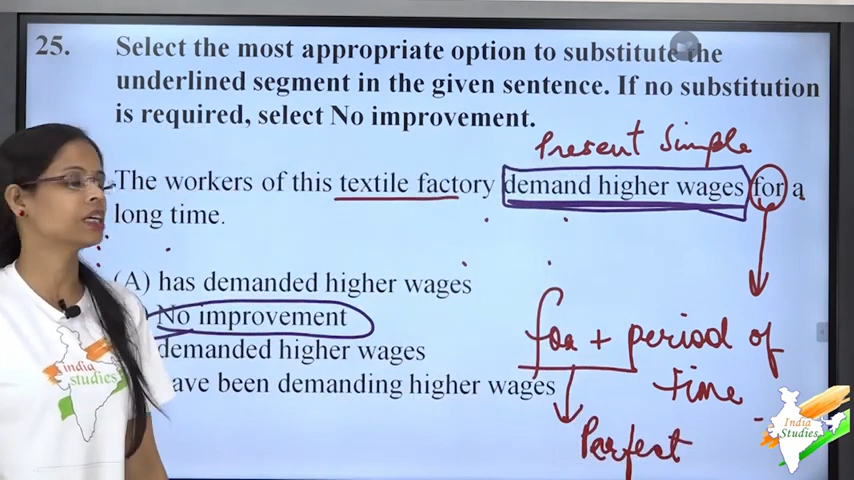 25. Select the most appropriate option to substitute the
underlined segment in the given sentence. If no substitution
is required, select No improvement.
Present Simple
The workers of this textile factory demand higher wages for a
long time.
(A) has demanded higher wages
No improvement
demanded higher wages
ave been demanding higher wages
for + period of
time
Perfect
india
studies
India
Studies